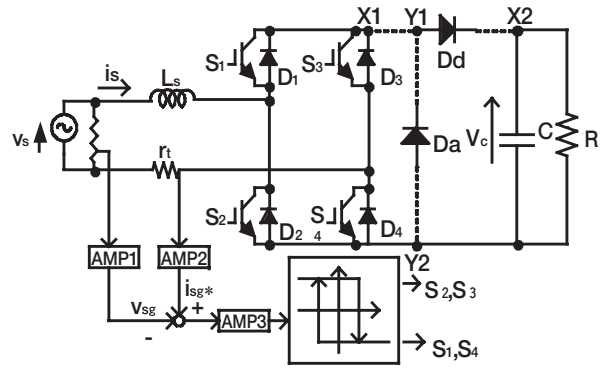 X1 Y1 X2
S1 D1 S3 D3 Dd
is Ls
vs
rt
Da Vc C R
S2 D2 S4 D4
Y2
AMP1 AMP2
isg*
vsg + AMP3
-
S2,S3
S1,S4